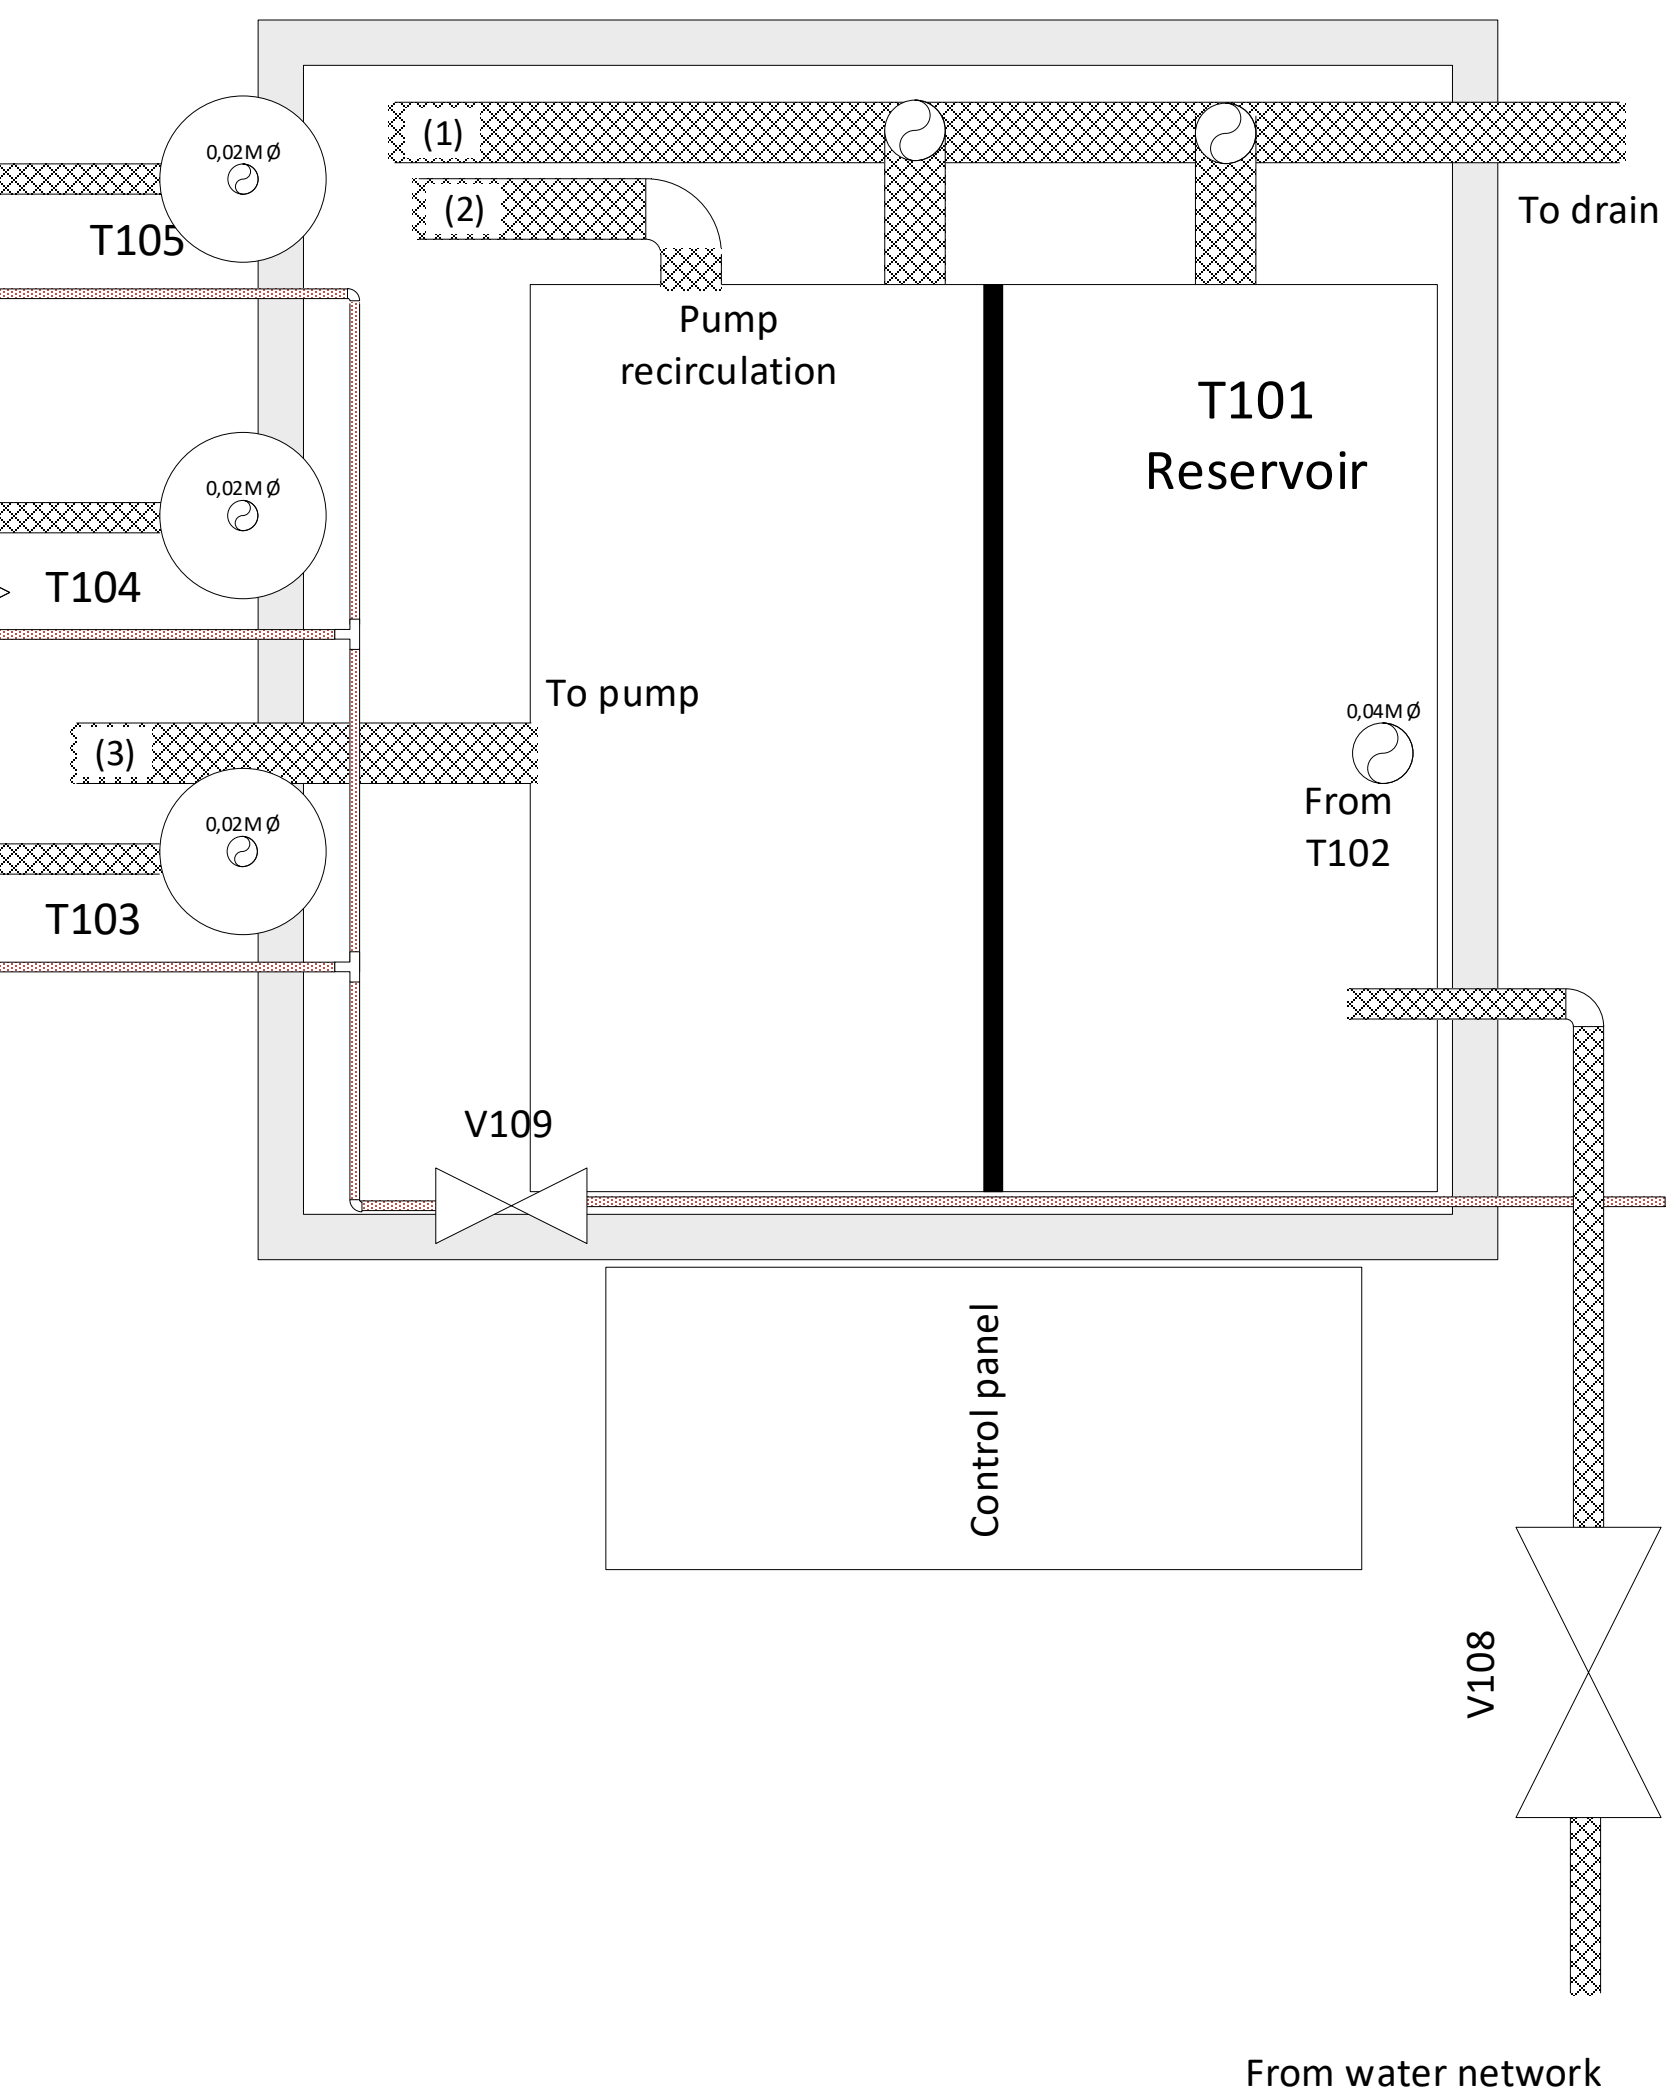 (1)
0,02M Ø
(2)
To drain
T105
Pump
recirculation
T101
Reservoir
0,02M Ø
T104
To pump
0,04M Ø
(3)
From
T102
0,02M Ø
T103
V109
Control panel
V108
From water network